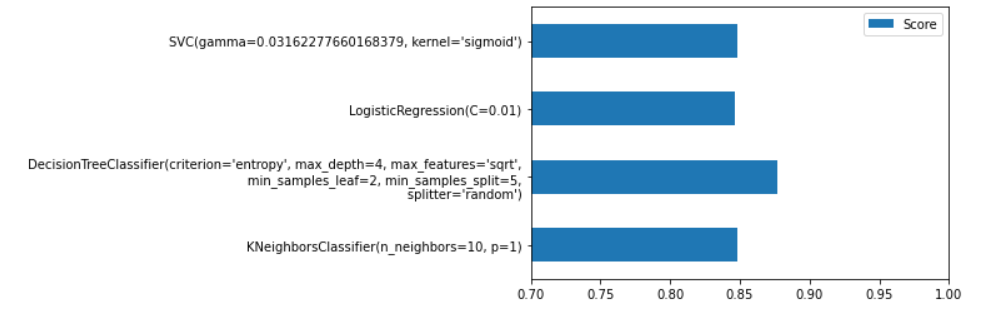 Score
SVC(gamma=0.03162277660168379, kernel='sigmoid')
LogisticRegression(C=0.01)
DecisionTreeClassifier(criterion='entropy', max_depth=4, max_features='sqrt',
min_samples_leaf=2, min_samples_split=5,
splitter='random')
KNeighborsClassifier(n_neighbors=10, p=1)
0.70 0.75 0.80 0.85 0.90 0.95 1.00